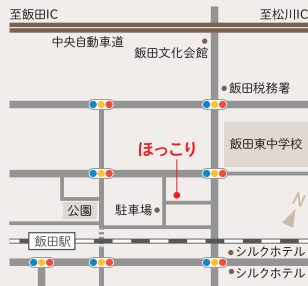 至飯田IC
至松川IC
中央自動車道
飯田文化会館
飯田税務署
ほっこり
飯田東中学校
公園
駐車場
N
飯田駅
シルクホテル
シルクホテル